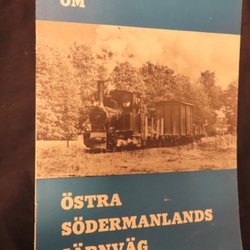 OM
ÖSTRA
SÖDERMANLANDS
JÄRNVÄG